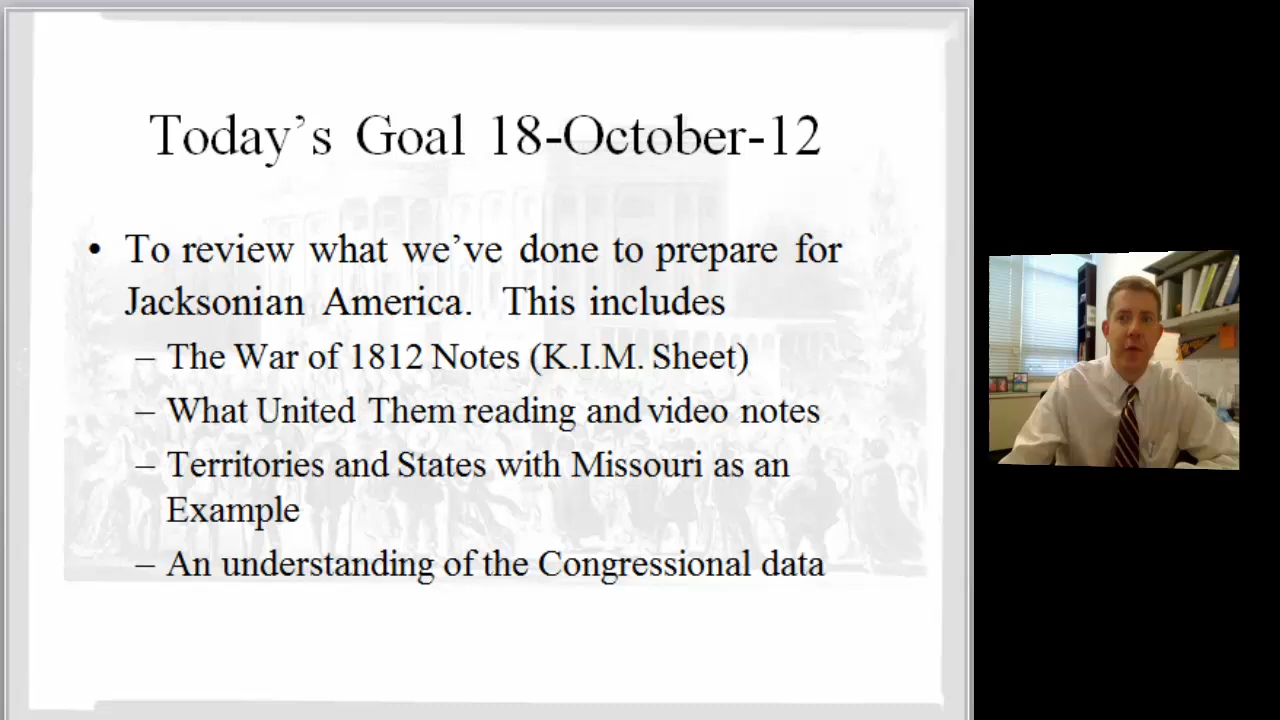 Today’s Goal 18-October-12
• To review what we’ve done to prepare for
Jacksonian America. This includes
– The War of 1812 Notes (K.I.M. Sheet)
– What United Them reading and video notes
– Territories and States with Missouri as an
Example
– An understanding of the Congressional data